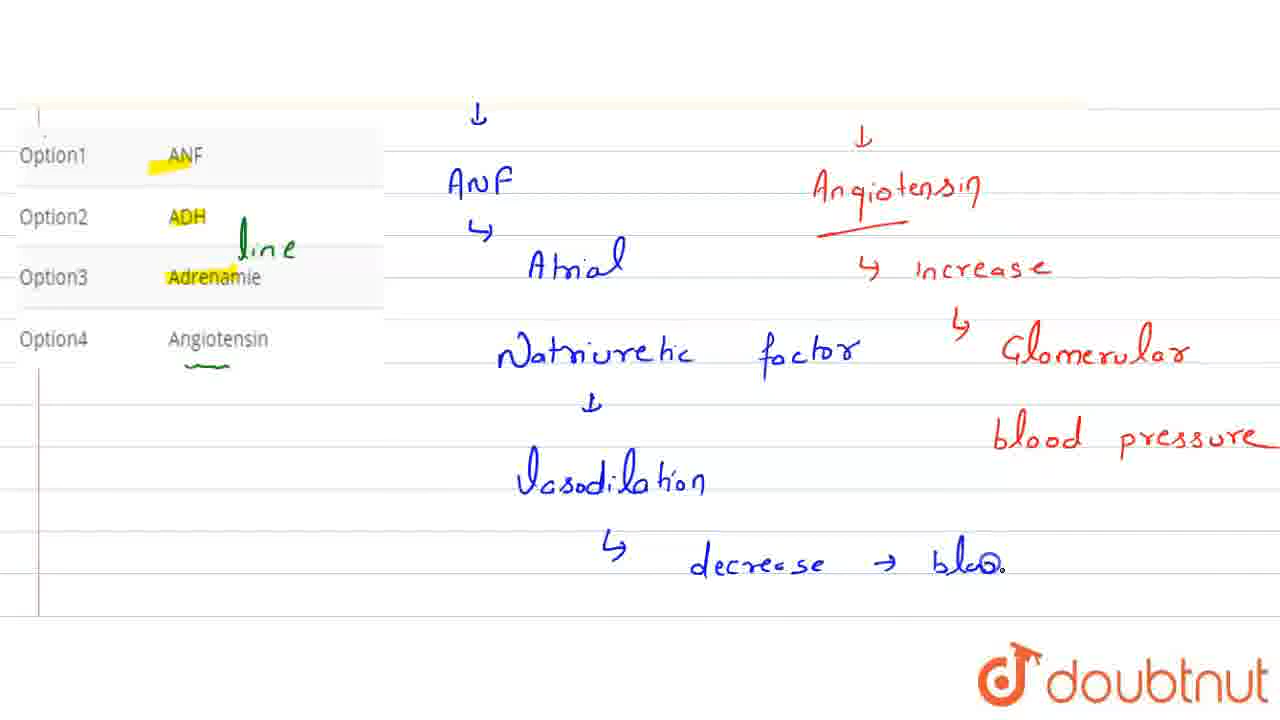 Option1 ANF
Option2 ADH
line
Option3 Adrenamie
Option4 Angiotensin
↓
ANF
↳
Atrial
Natriuretic factor
↓
Vasodilation
↳ decrease → bloo
↓
Angiotensin
↳ increase
↳ Glomerular
blood pressure
doubtnut